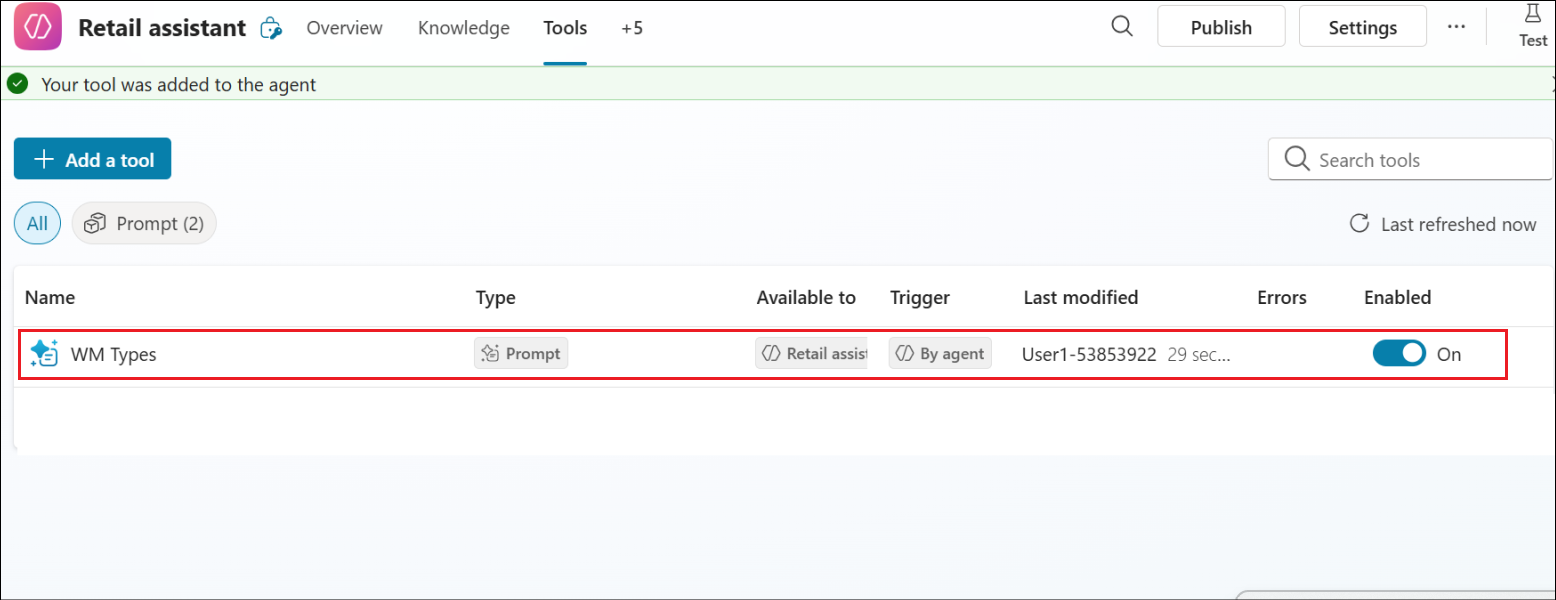 Retail assistant Overview Knowledge Tools +5 Publish Settings ... Test
Your tool was added to the agent
+ Add a tool Search tools
All Prompt (2) Last refreshed now
Name Type Available to Trigger Last modified Errors Enabled
WM Types Prompt Retail assist By agent User1-53853922 29 sec... On